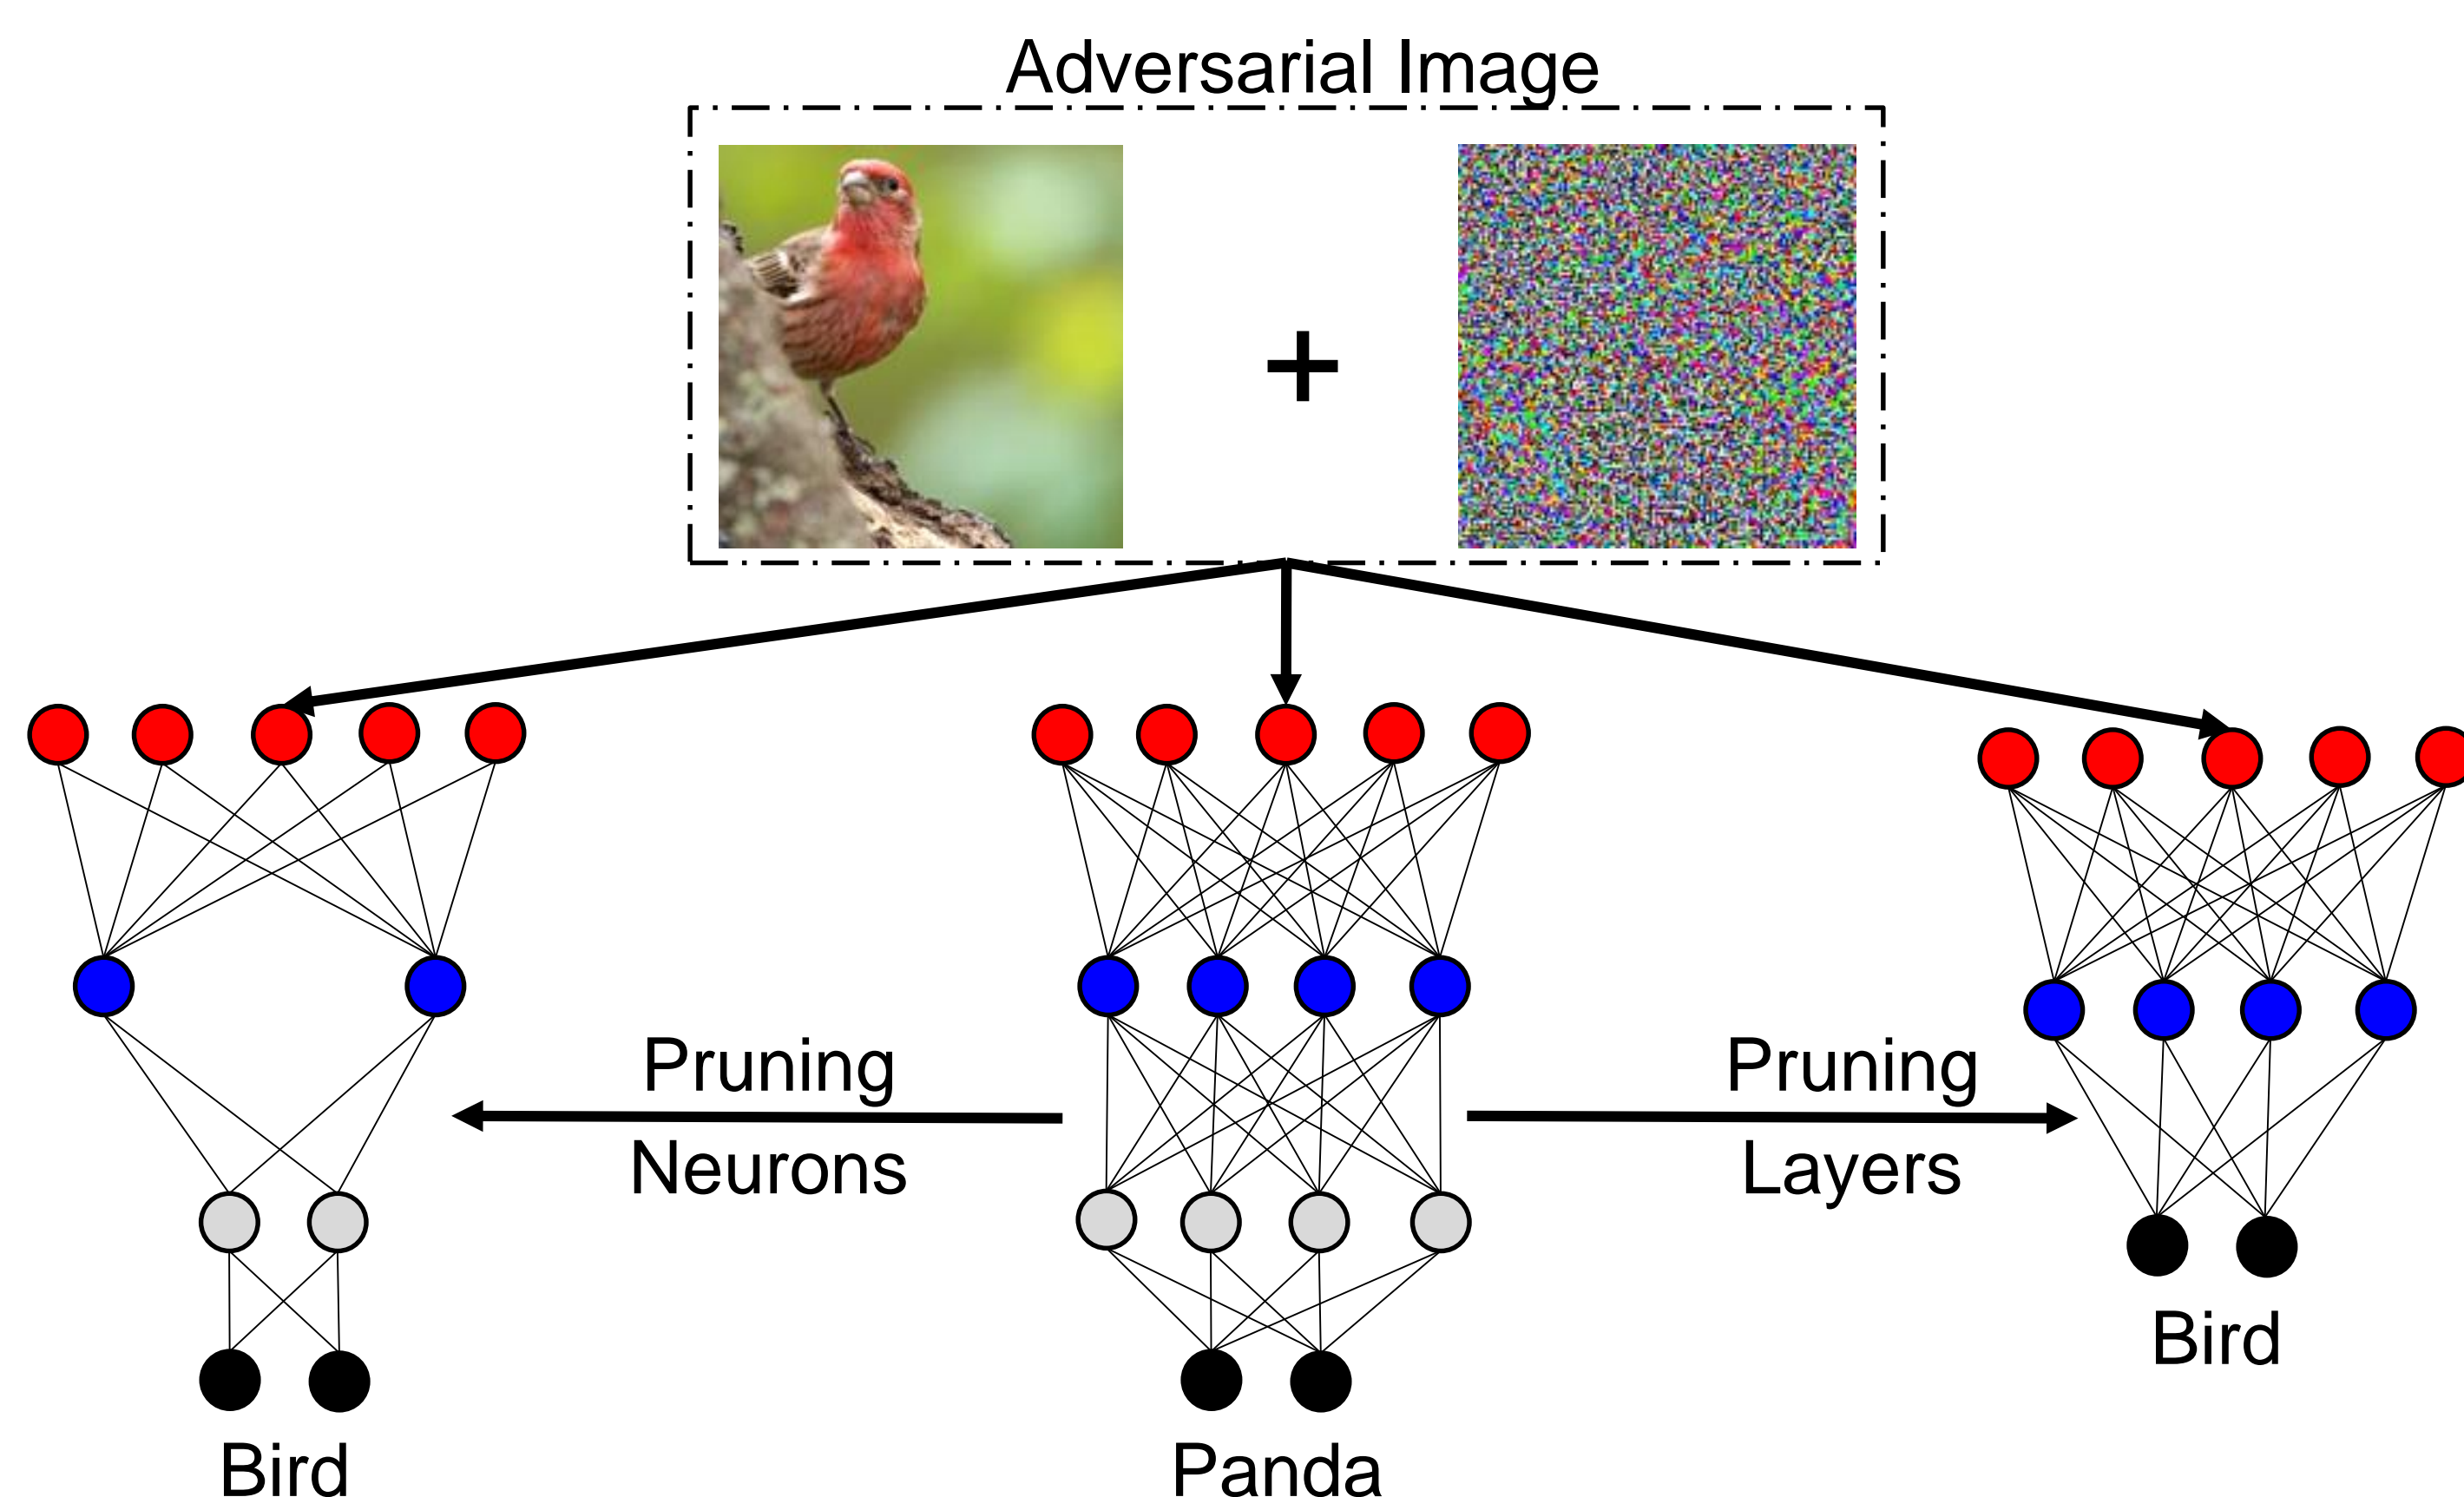 Adversarial Image
+
Pruning
Neurons
Pruning
Layers
Bird
Panda
Bird